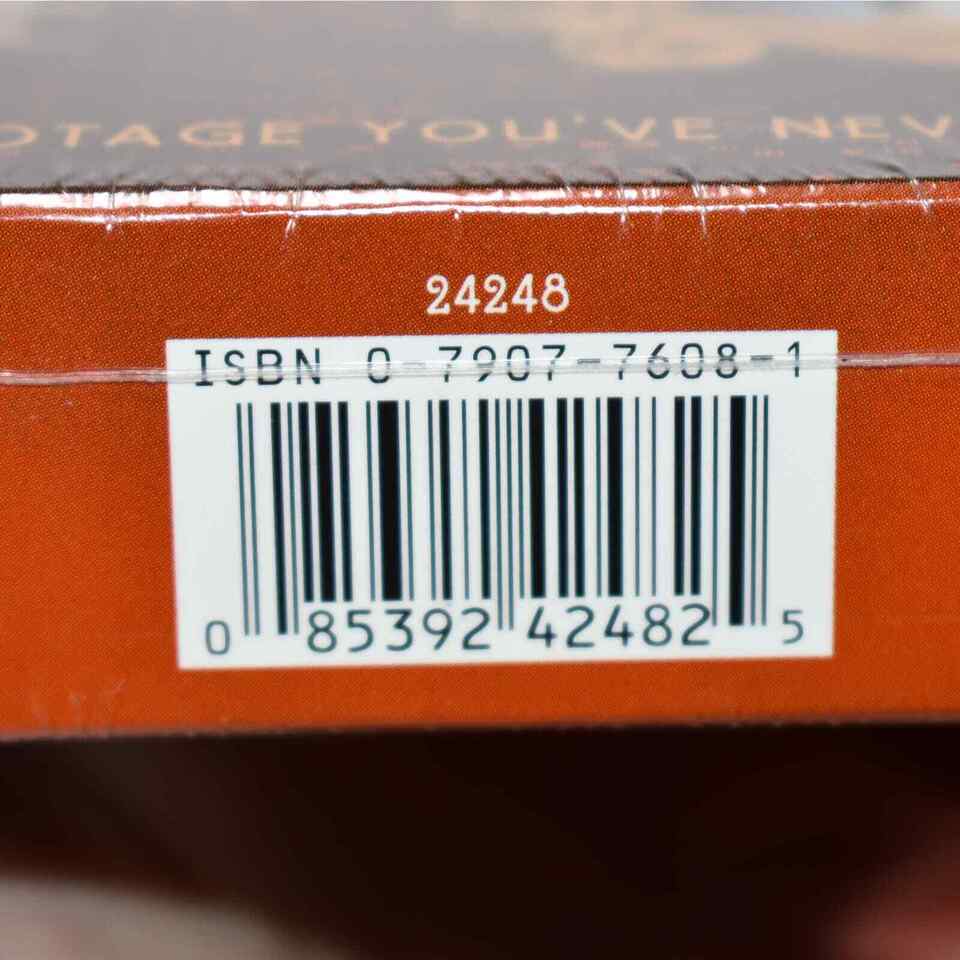 OTAGE YOU'VE NEV
24248
ISBN 0-7907-7608-1
0 85392 42482 5